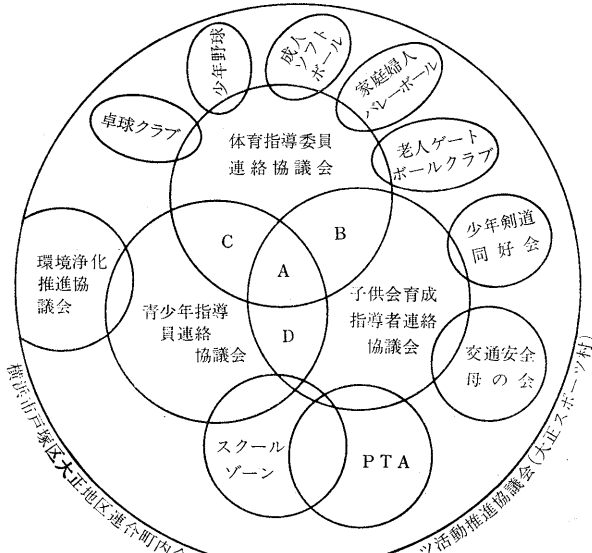 少年野球
成人
ソフト
ボール
家庭婦人
バレーボール
卓球クラブ
体育指導委員
連絡協議会
老人ゲート
ボールクラブ
少年剣道
同好会
C
B
A
D
環境浄化
推進協
議会
青少年指導
員連絡
協議会
子供会育成
指導者連絡
協議会
交通安全
母の会
スクール
ゾーン
PTA
横浜市戸塚区大正地区連合町内会
ツ活動推進協議会(大正スポーツ村)